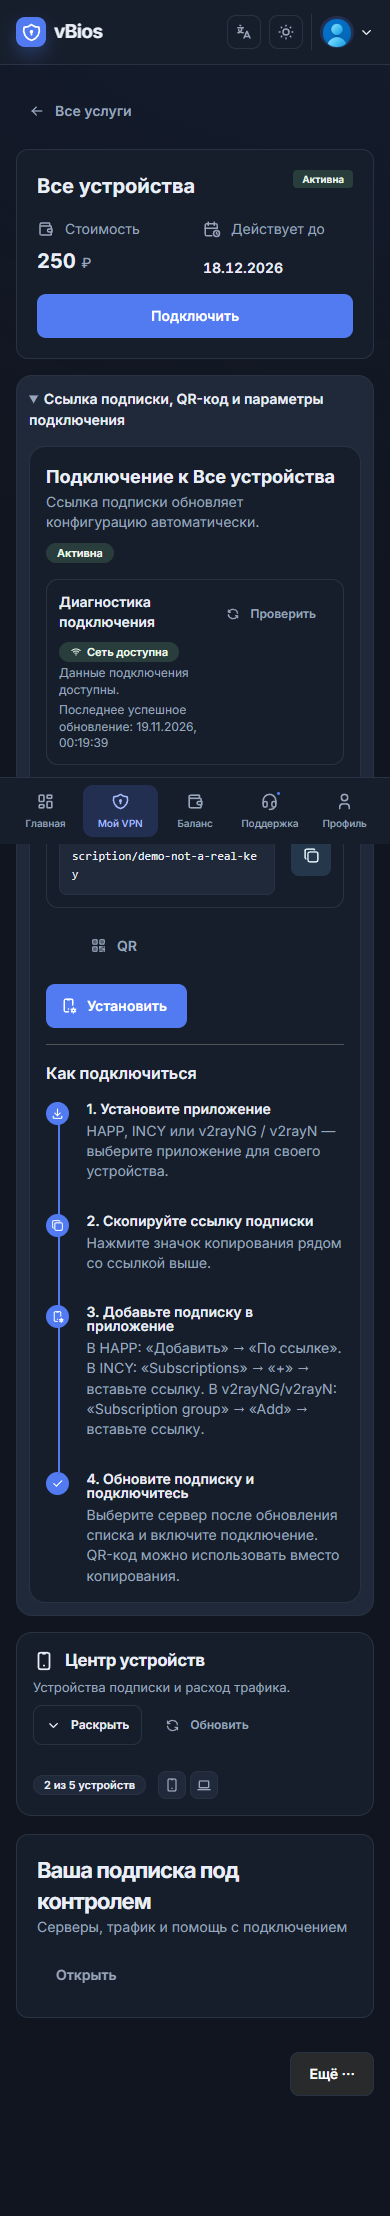 vBios
Все услуги
Все устройства
Активна
Стоимость
Действует до
250 ₽
18.12.2026
Подключить
▼ Ссылка подписки, QR-код и параметры
подключения
Подключение к Все устройства
Ссылка подписки обновляет
конфигурацию автоматически.
Активна
Диагностика
подключения
Проверить
Сеть доступна
Данные подключения
доступны.
Последнее успешное
обновление: 19.11.2026,
00:19:39
Главная
Мой VPN
Баланс
Поддержка
Профиль
scription/demo-not-a-real-ke
y
QR
Установить
Как подключиться
1. Установите приложение
HAPP, INCY или v2rayNG / v2rayN —
выберите приложение для своего
устройства.
2. Скопируйте ссылку подписки
Нажмите значок копирования рядом
со ссылкой выше.
3. Добавьте подписку в
приложение
В HAPP: «Добавить» → «По ссылке».
В INCY: «Subscriptions» → «+» →
вставьте ссылку. В v2rayNG/v2rayN:
«Subscription group» → «Add» →
вставьте ссылку.
4. Обновите подписку и
подключитесь
Выберите сервер после обновления
списка и включите подключение.
QR-код можно использовать вместо
копирования.
Центр устройств
Устройства подписки и расход трафика.
Раскрыть
Обновить
2 из 5 устройств
Ваша подписка под
контролем
Серверы, трафик и помощь с подключением
Открыть
Ещё ···